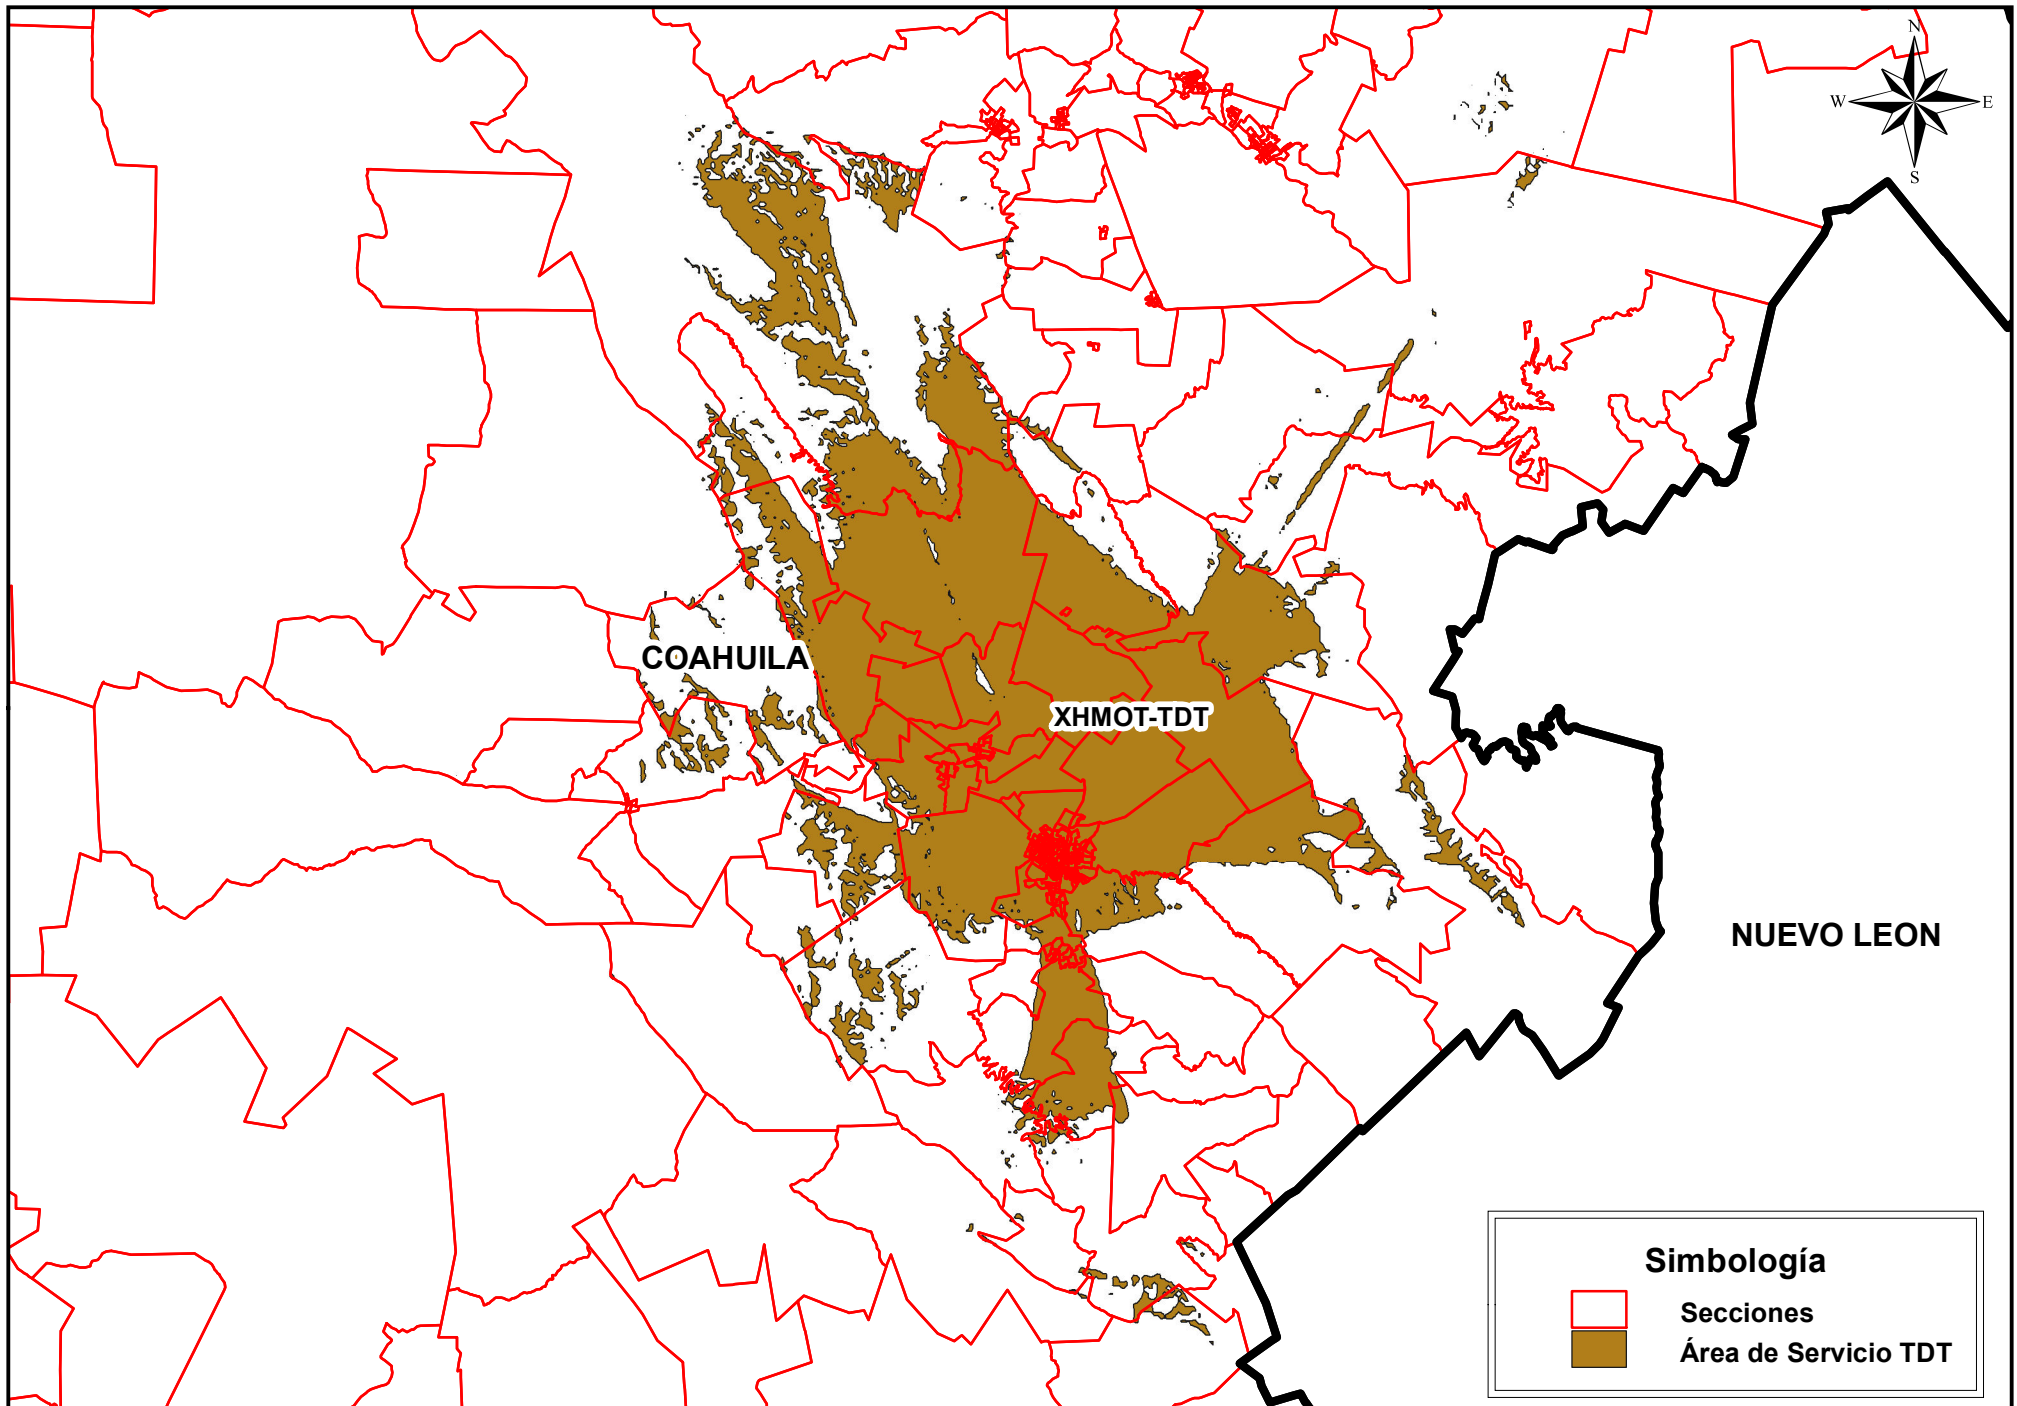 N
W
E
S
COAHUILA
XHMOT-TDT
NUEVO LEON
Simbología
Secciones
Área de Servicio TDT